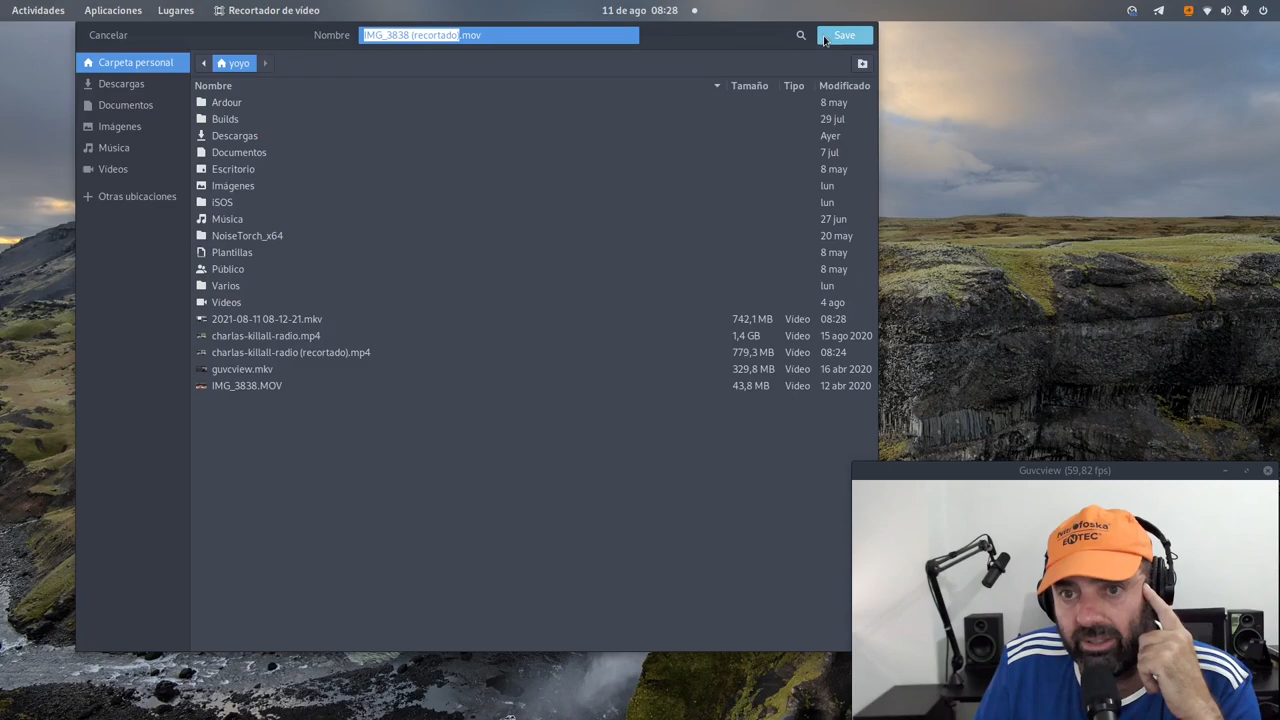 Actividades Aplicaciones Lugares Recortador de vídeo 11 de ago 08:28
Cancelar Nombre IMG_3838 (recortado).mov Save
Carpeta personal
Descargas
Documentos
Imágenes
Música
Vídeos
Otras ubicaciones
yoyo
Nombre Tamaño Tipo Modificado
Ardour 8 may
Builds 29 jul
Descargas Ayer
Documentos 7 jul
Escritorio 8 may
Imágenes lun
iSOS lun
Música 27 jun
NoiseTorch_x64 20 may
Plantillas 8 may
Público 8 may
Varios lun
Vídeos 4 ago
2021-08-11 08-12-21.mkv 742,1 MB Vídeo 08:28
charlas-killall-radio.mp4 1,4 GB Vídeo 15 ago 2020
charlas-killall-radio (recortado).mp4 779,3 MB Vídeo 08:24
guvcview.mkv 329,8 MB Vídeo 16 abr 2020
IMG_3838.MOV 43,8 MB Vídeo 12 abr 2020
Guvcview (59,82 fps)